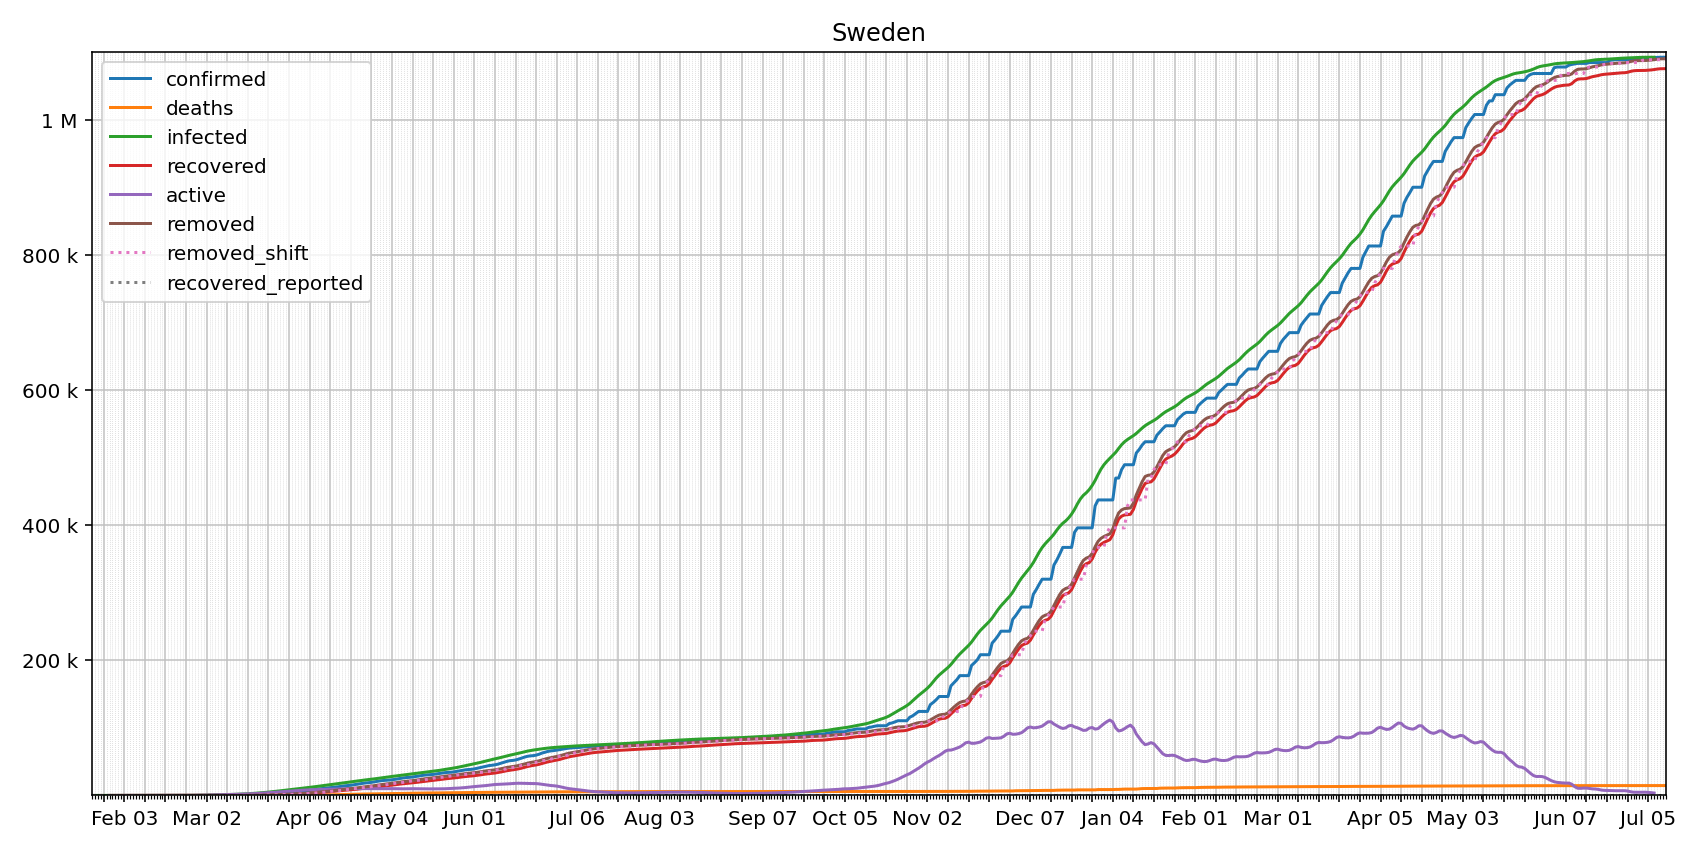 Sweden
confirmed
deaths
infected
recovered
active
removed
removed_shift
recovered_reported
1 M
800 k
600 k
400 k
200 k
Feb 03 Mar 02 Apr 06 May 04 Jun 01 Jul 06 Aug 03 Sep 07 Oct 05 Nov 02 Dec 07 Jan 04 Feb 01 Mar 01 Apr 05 May 03 Jun 07 Jul 05